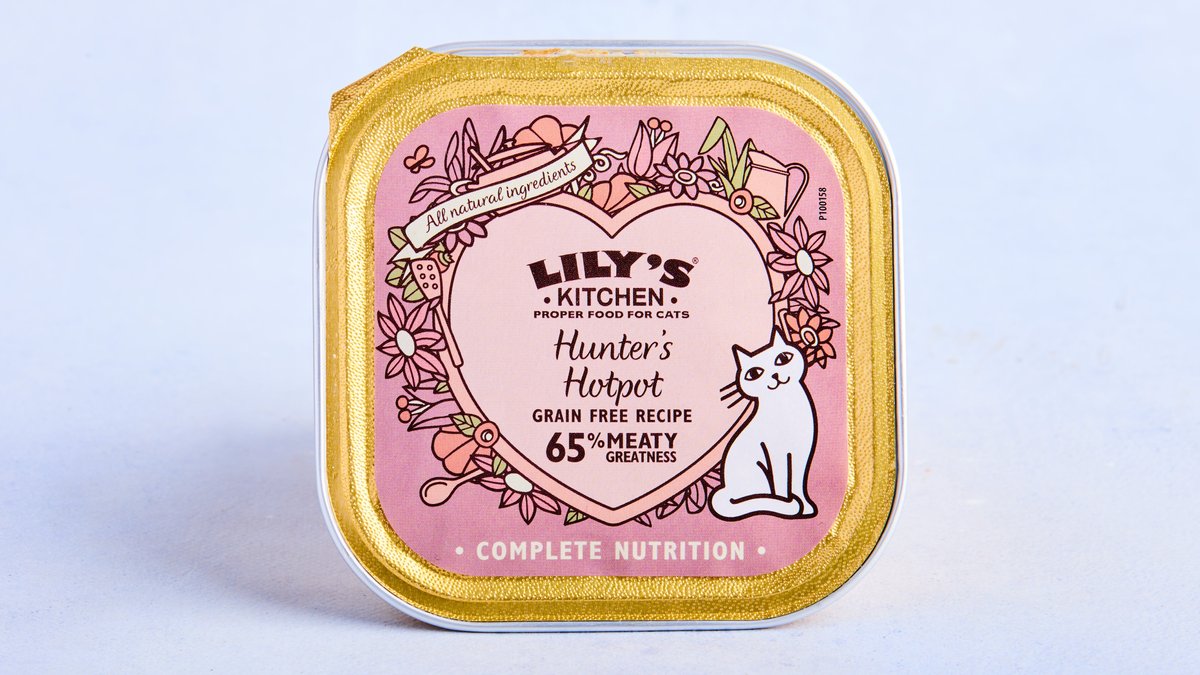 All natural ingredients
P100158
LILY'S®
• KITCHEN •
PROPER FOOD FOR CATS
Hunter's
Hotpot
GRAIN FREE RECIPE
65% MEATY
GREATNESS
• COMPLETE NUTRITION •